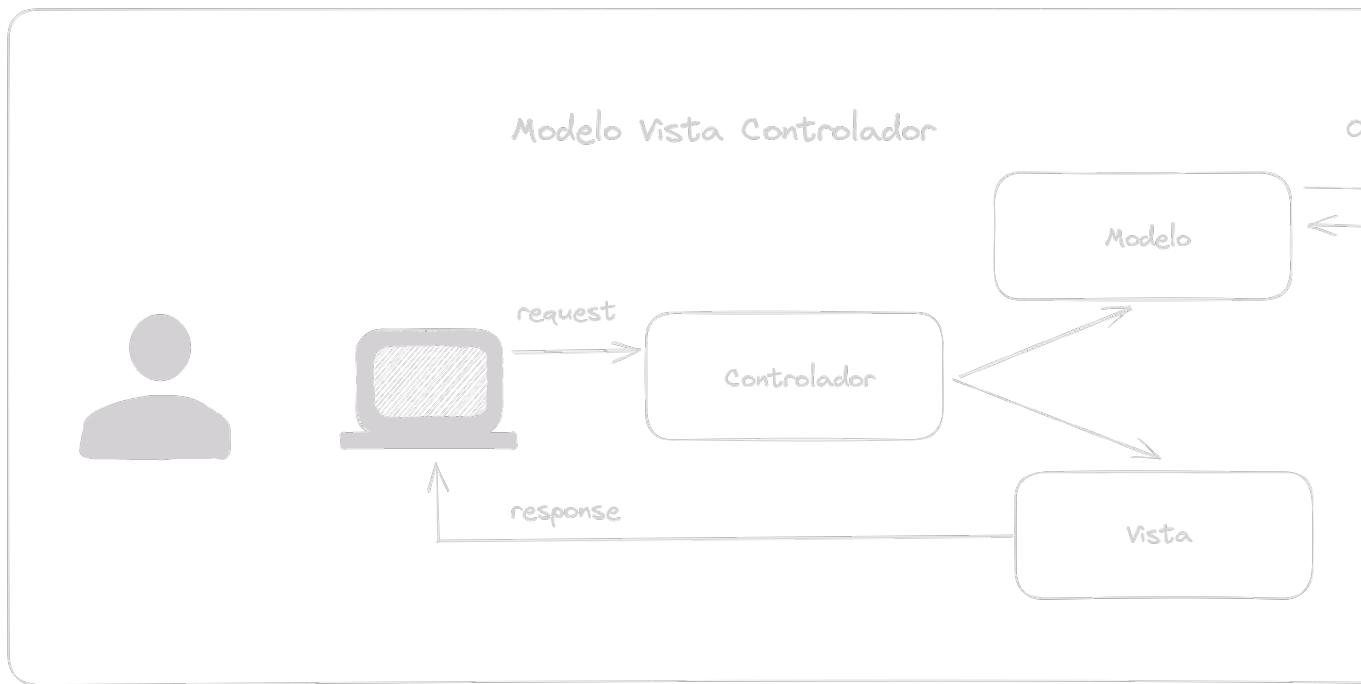 Modelo Vista Controlador
Modelo
request
Controlador
response
Vista